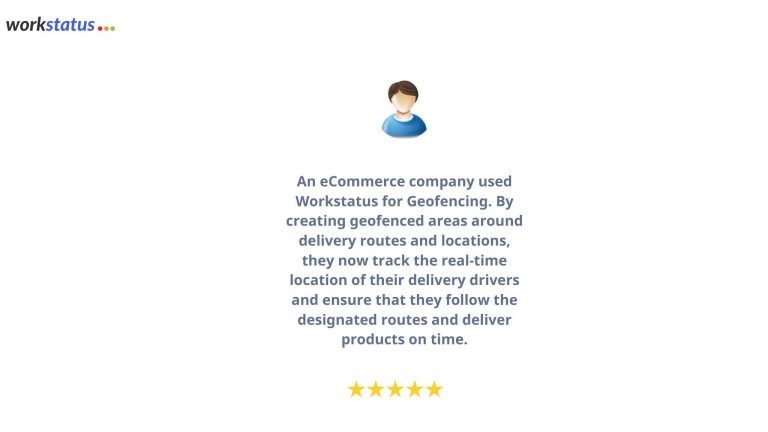 workstatus
An eCommerce company used
Workstatus for Geofencing. By
creating geofenced areas around
delivery routes and locations,
they now track the real-time
location of their delivery drivers
and ensure that they follow the
designated routes and deliver
products on time.